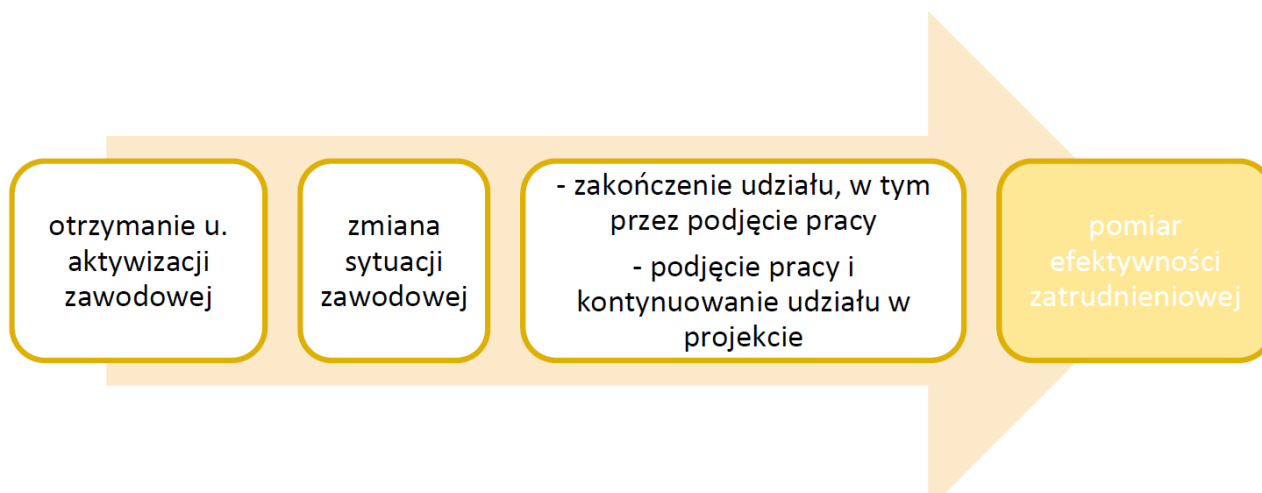 otrzymanie u.
aktywizacji
zawodowej
zmiana
sytuacji
zawodowej
- zakończenie udziału, w tym
przez podjęcie pracy
- podjęcie pracy i
kontynuowanie udziału w
projekcie
pomiar
efektywności
zatrudnieniowej